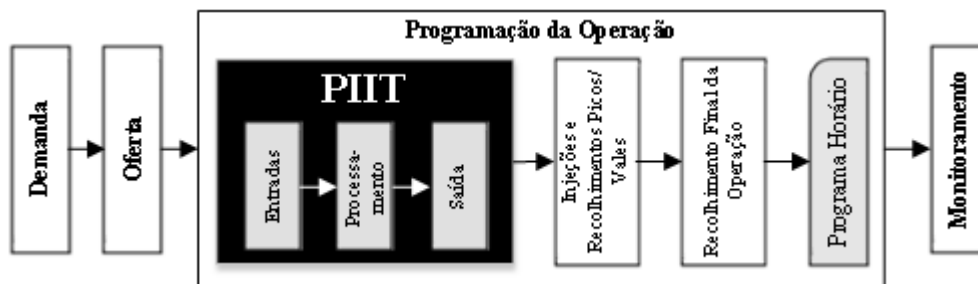 Programação da Operação
Demanda
Oferta
PIIT
Entradas
Processa-
mento
Saída
Injeções e
Recolhimentos Picos/
Vales
Recolhimento Final da
Operação
Programa Horário
Monitoramento